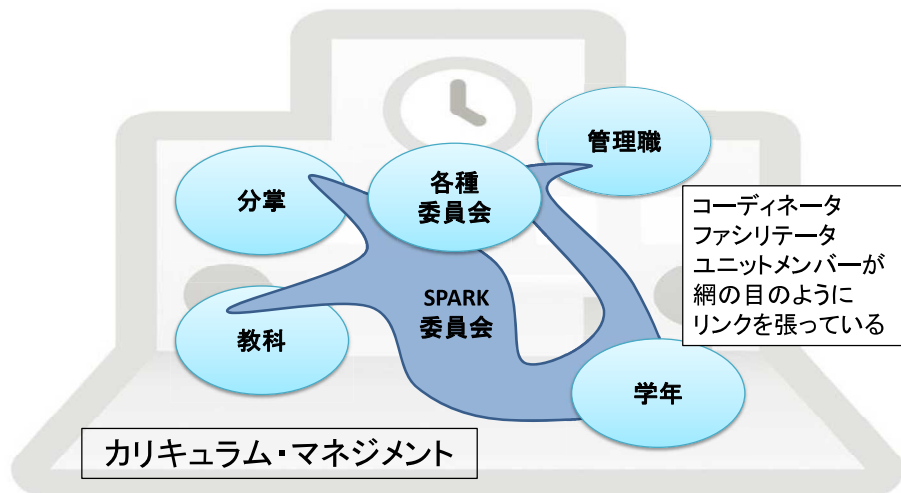 管理職
分掌
各種
委員会
コーディネータ
ファシリテータ
ユニットメンバーが
網の目のように
リンクを張っている
SPARK
委員会
教科
学年
カリキュラム・マネジメント